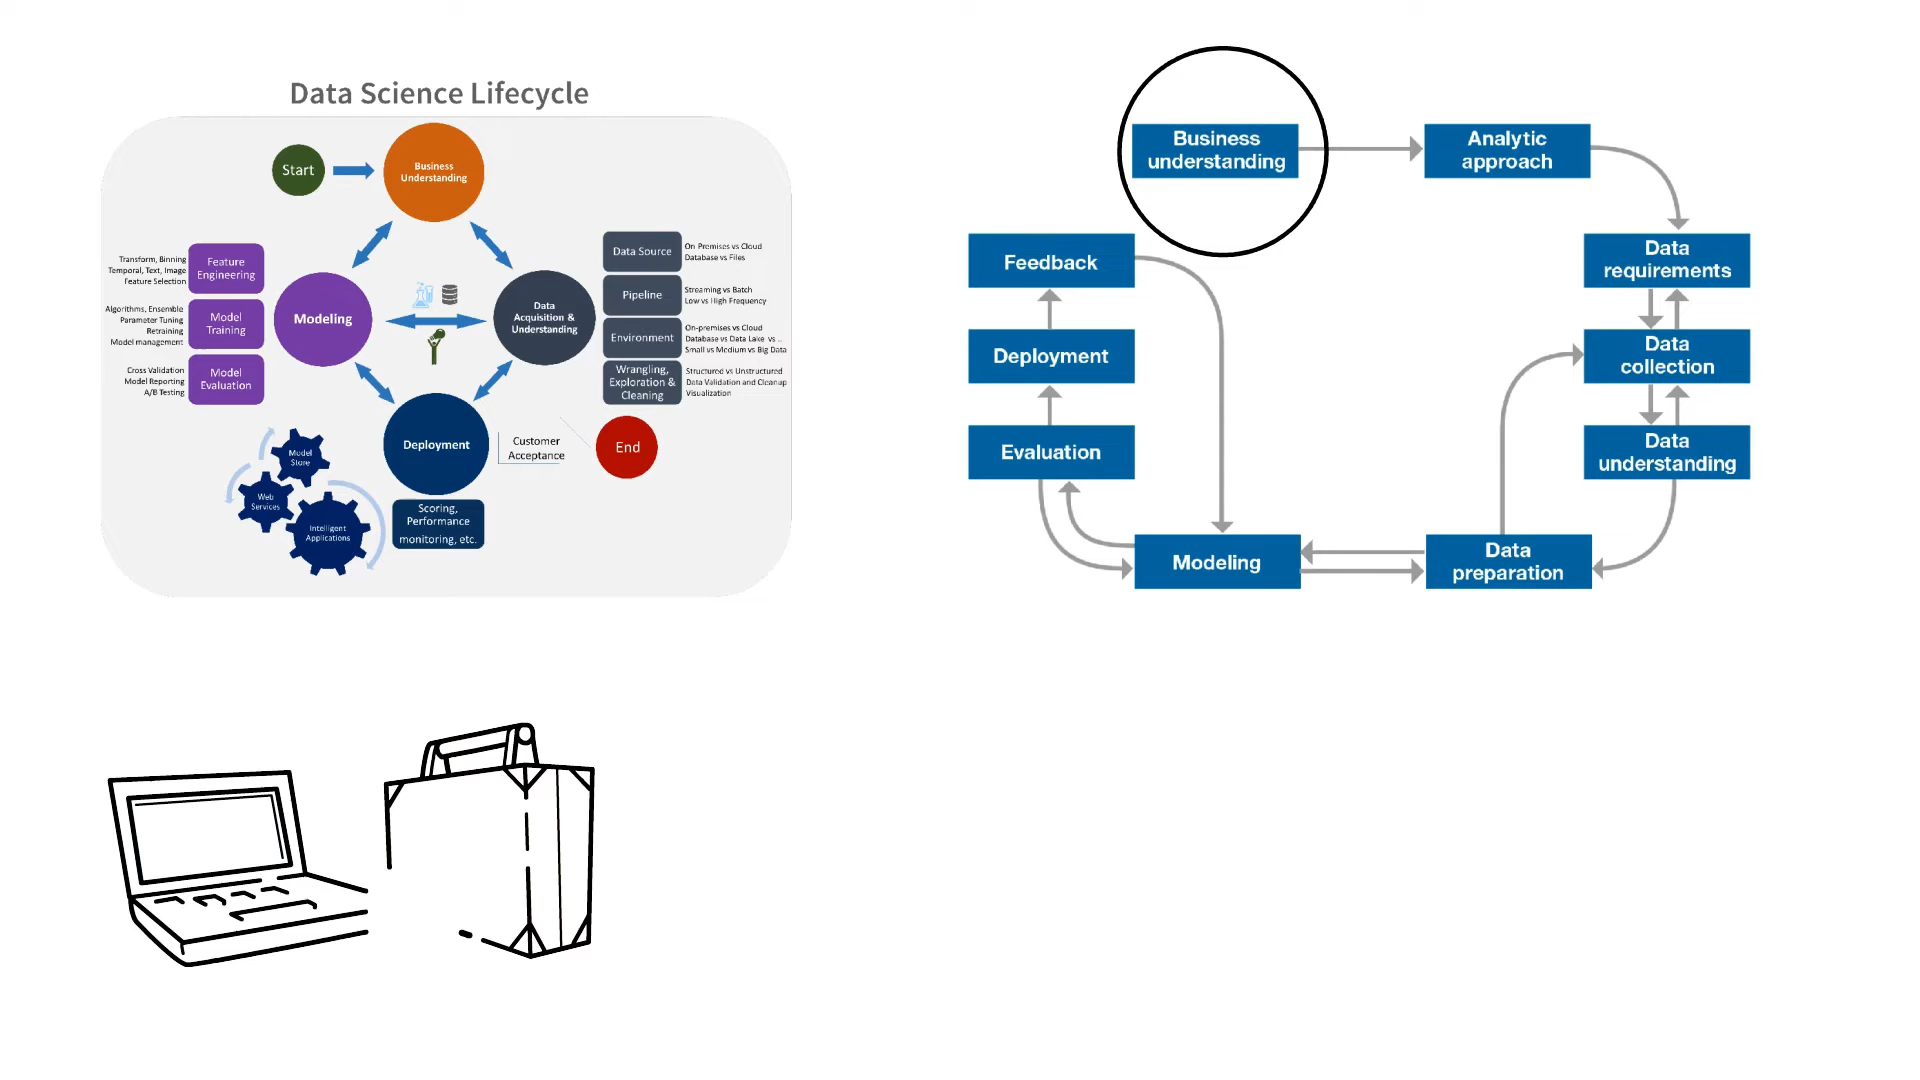 Data Science Lifecycle
Start
Business
Understanding
Transform, Binning
Temporal, Text, Image
Feature Selection
Feature
Engineering
Algorithms, Ensemble
Parameter Tuning
Retraining
Model management
Model
Training
Cross Validation
Model Reporting
A/B Testing
Model
Evaluation
Modeling
Data
Acquisition &
Understanding
Data Source
On-Premises vs Cloud
Database vs Files
Pipeline
Streaming vs Batch
Low vs High Frequency
Environment
On-premises vs Cloud
Database vs Data Lake vs ..
Small vs Medium vs Big Data
Wrangling,
Exploration &
Cleaning
Structured vs Unstructured
Data Validation and Cleanup
Visualization
Deployment
Customer
Acceptance
End
Model
Store
Web
Services
Intelligent
Applications
Scoring,
Performance
monitoring, etc.
Business
understanding
Analytic
approach
Data
requirements
Data
collection
Data
understanding
Data
preparation
Modeling
Evaluation
Deployment
Feedback